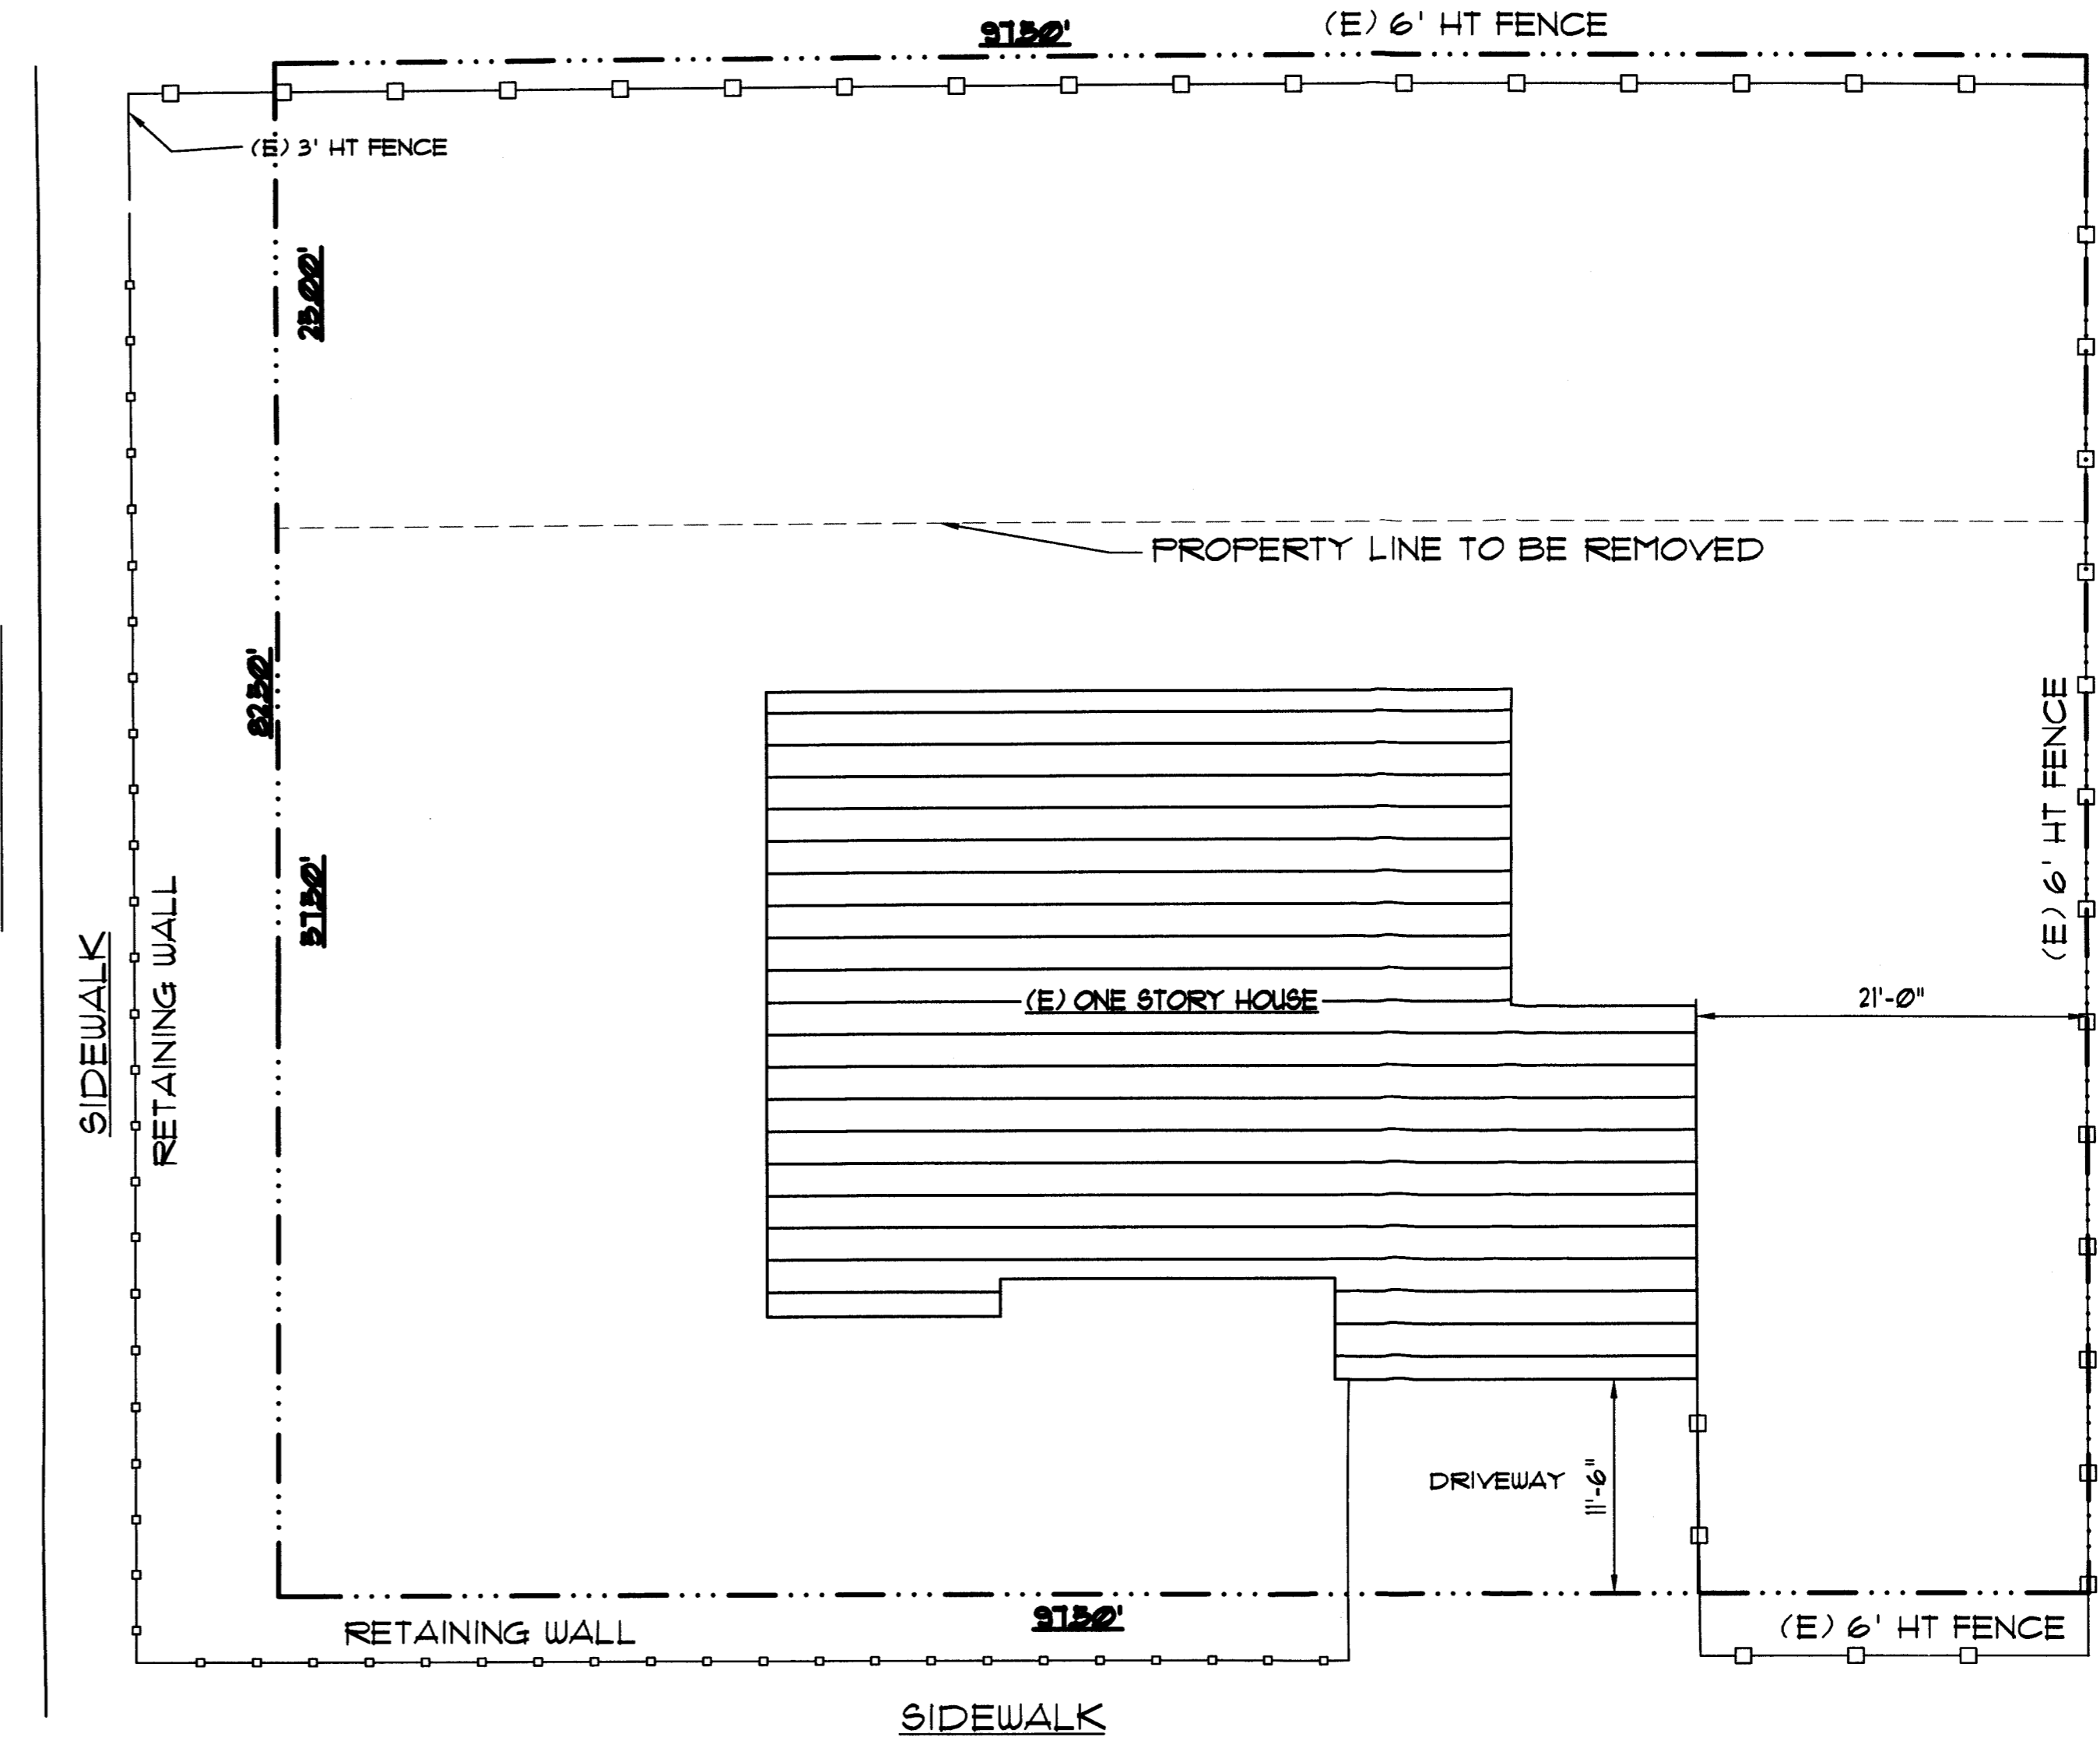 97.50'
(E) 6' HT FENCE
(E) 3' HT FENCE
25.00'
PROPERTY LINE TO BE REMOVED
82.50'
57.50'
(E) 6' HT FENCE
SIDEWALK
RETAINING WALL
(E) ONE STORY HOUSE
21'-0"
DRIVEWAY
11'-6"
RETAINING WALL
97.50'
(E) 6' HT FENCE
SIDEWALK